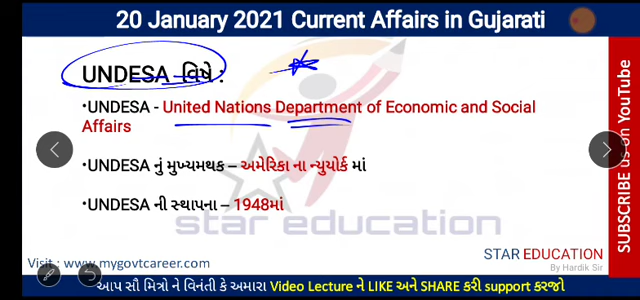 20 January 2021 Current Affairs in Gujarati
UNDESA વિષે :
•UNDESA - United Nations Department of Economic and Social
Affairs
•UNDESA નું મુખ્યમથક – અમેરિકા ના ન્યુયોર્ક માં
•UNDESA ની સ્થાપના – 1948માં
star education
STAR EDUCATION
By Hardik Sir
Visit : www.mygovtcareer.com
આપ સૌ મિત્રો ને વિનંતી કે અમારા Video Lecture ને LIKE અને SHARE કરી support કરજો
SUBSCRIBE us on YouTube